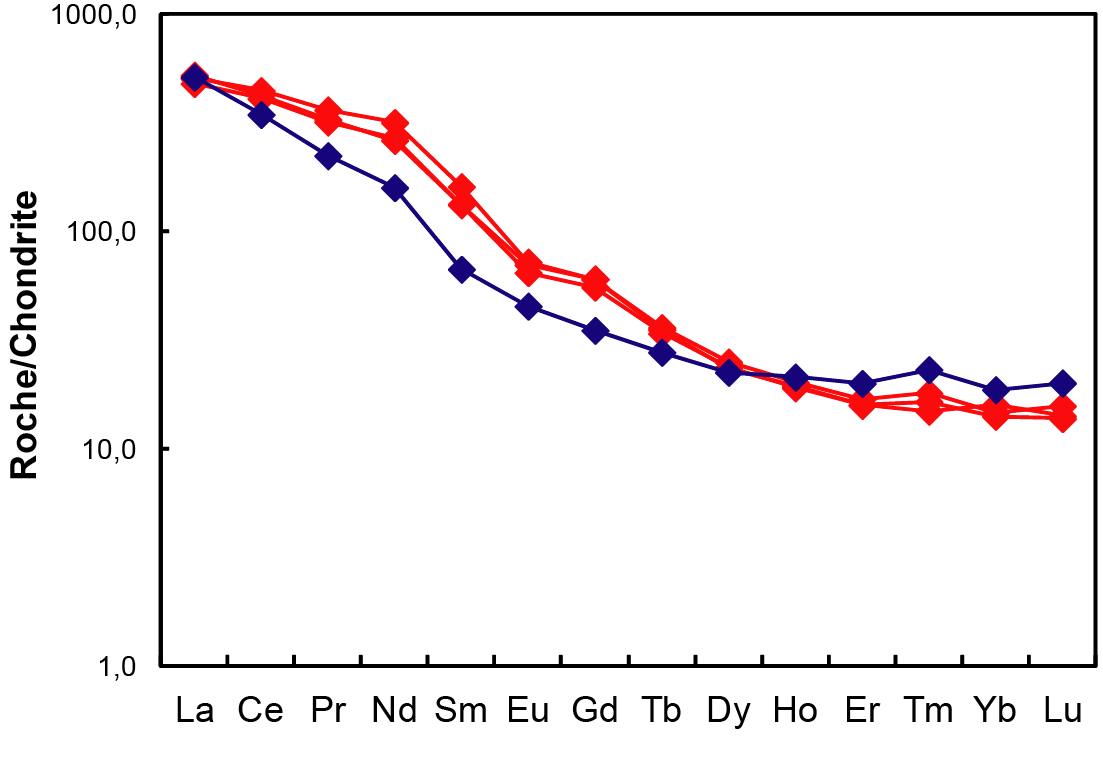 1000,0
100,0
10,0
1,0
Roche/Chondrite
La Ce Pr Nd Sm Eu Gd Tb Dy Ho Er Tm Yb Lu